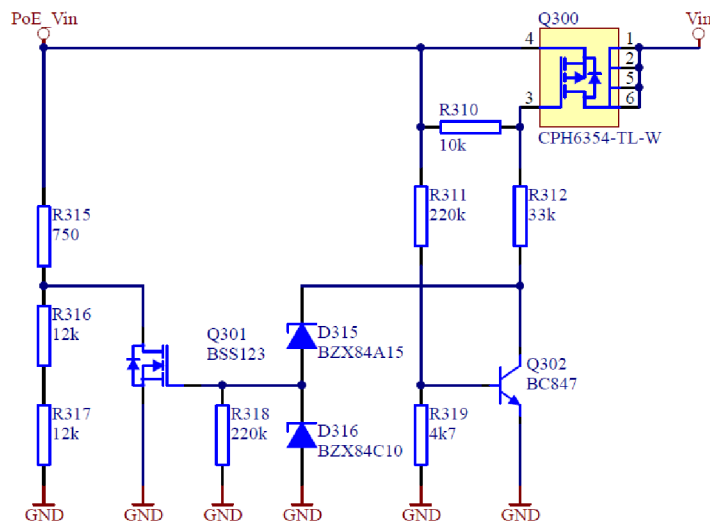 PoE_Vin
Q300
Vin
4
1
2
5
3
6
CPH6354-TL-W
R310
10k
R311
220k
R312
33k
R315
750
R316
12k
Q301
BSS123
D315
BZX84A15
Q302
BC847
R317
12k
R318
220k
D316
BZX84C10
R319
4k7
GND
GND
GND
GND
GND
GND